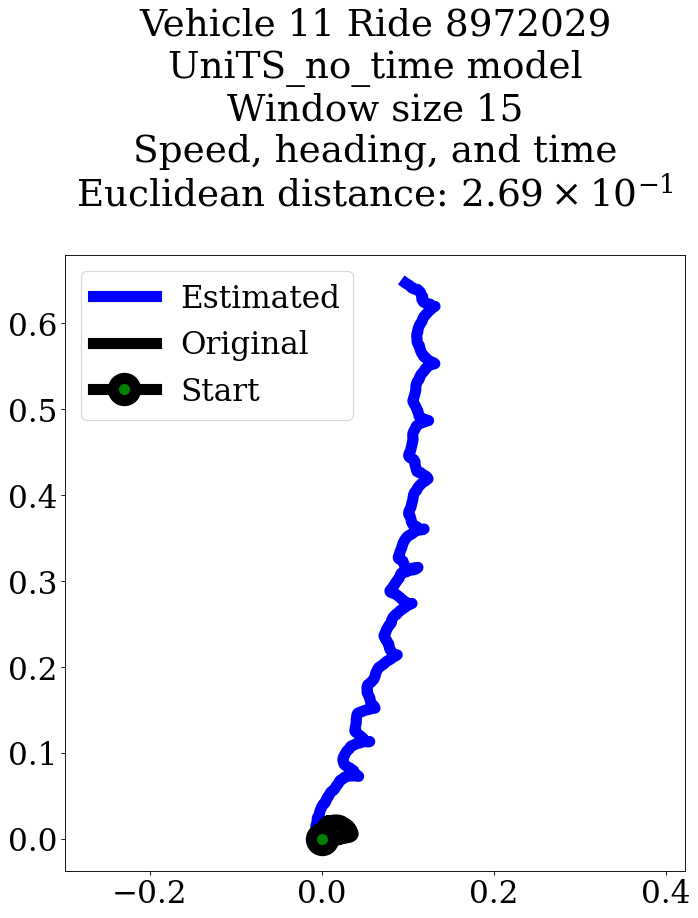 Vehicle 11 Ride 8972029
UniTS_no_time model
Window size 15
Speed, heading, and time
Euclidean distance: 2.69 × 10⁻¹
Estimated
Original
Start
0.6
0.5
0.4
0.3
0.2
0.1
0.0
−0.2 0.0 0.2 0.4